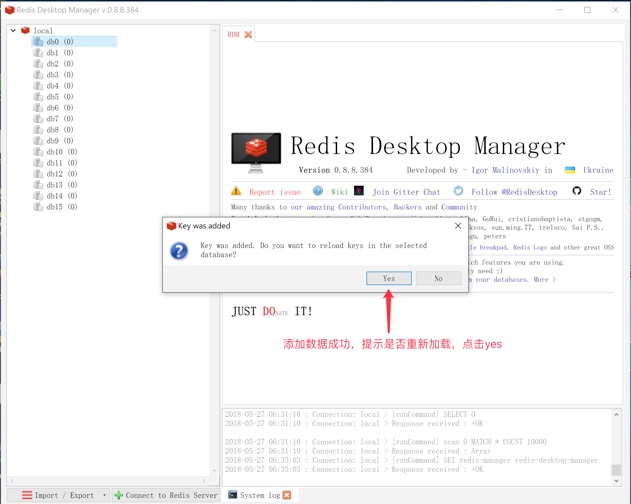 Redis Desktop Manager v.0.8.8.384
local
db0 (0)
db1 (0)
db2 (0)
db3 (0)
db4 (0)
db5 (0)
db6 (0)
db7 (0)
db8 (0)
db9 (0)
db10 (0)
db11 (0)
db12 (0)
db13 (0)
db14 (0)
db15 (0)
Import / Export
Connect to Redis Server
RDM
Redis Desktop Manager
Version 0.8.8.384 Developed by - Igor Malinovskiy in Ukraine
Report issue Wiki Join Gitter Chat Follow @RedisDesktop Star!
Many thanks to our amazing Contributors, Backers and Community
GuRui, cristianobaptista, stgogm,
kvos, sun.ming.77, trelsco, Sai P.S.,
gu, peters
le breakpad, Redis Logo and other great OSS
ch features you are using.
ly need :)
m your databases. More >
Key was added
Key was added. Do you want to reload keys in the selected
database?
Yes
No
JUST DONATE IT!
添加数据成功，提示是否重新加载，点击yes
2018-05-27 06:31:10 : Connection: local > [runCommand] SELECT 0
2018-05-27 06:31:10 : Connection: local > Response received : +OK
2018-05-27 06:31:10 : Connection: local > [runCommand] scan 0 MATCH * COUNT 10000
2018-05-27 06:31:10 : Connection: local > Response received : Array
2018-05-27 06:35:03 : Connection: local > [runCommand] SET redis-manager redis-desktop-manager
2018-05-27 06:35:03 : Connection: local > Response received : +OK
System log